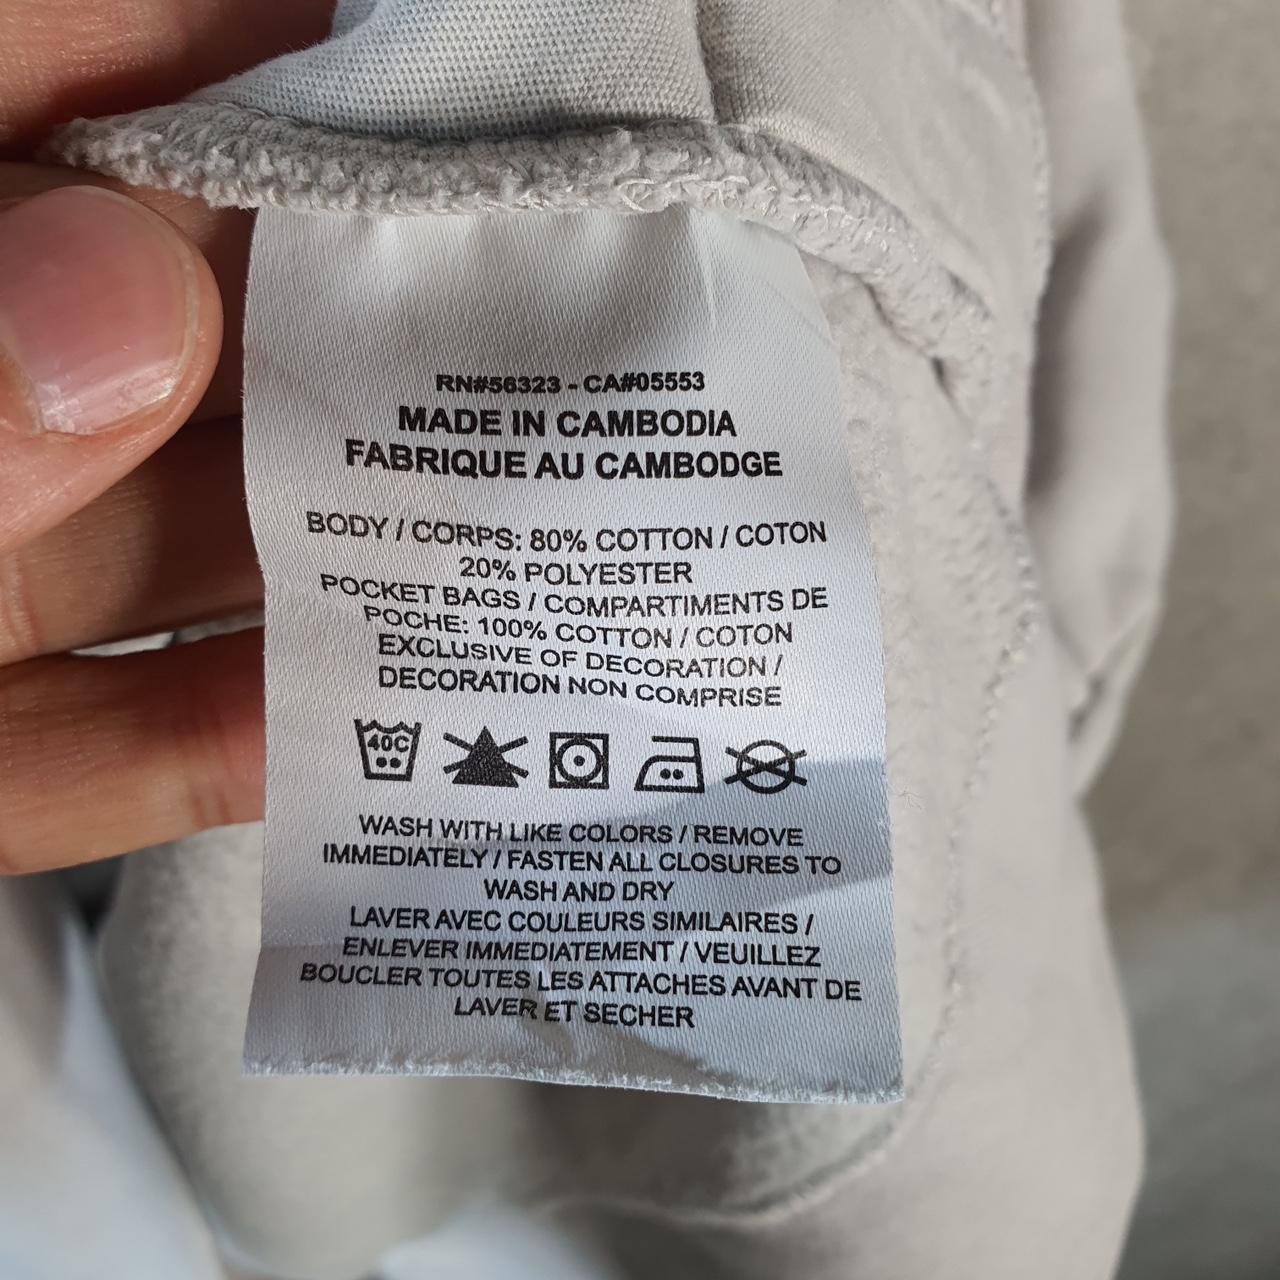 RN#56323 - CA#05553
MADE IN CAMBODIA
FABRIQUE AU CAMBODGE
BODY / CORPS: 80% COTTON / COTON
20% POLYESTER
POCKET BAGS / COMPARTIMENTS DE
POCHE: 100% COTTON / COTON
EXCLUSIVE OF DECORATION /
DECORATION NON COMPRISE
40C
WASH WITH LIKE COLORS / REMOVE
IMMEDIATELY / FASTEN ALL CLOSURES TO
WASH AND DRY
LAVER AVEC COULEURS SIMILAIRES /
ENLEVER IMMEDIATEMENT / VEUILLEZ
BOUCLER TOUTES LES ATTACHES AVANT DE
LAVER ET SECHER